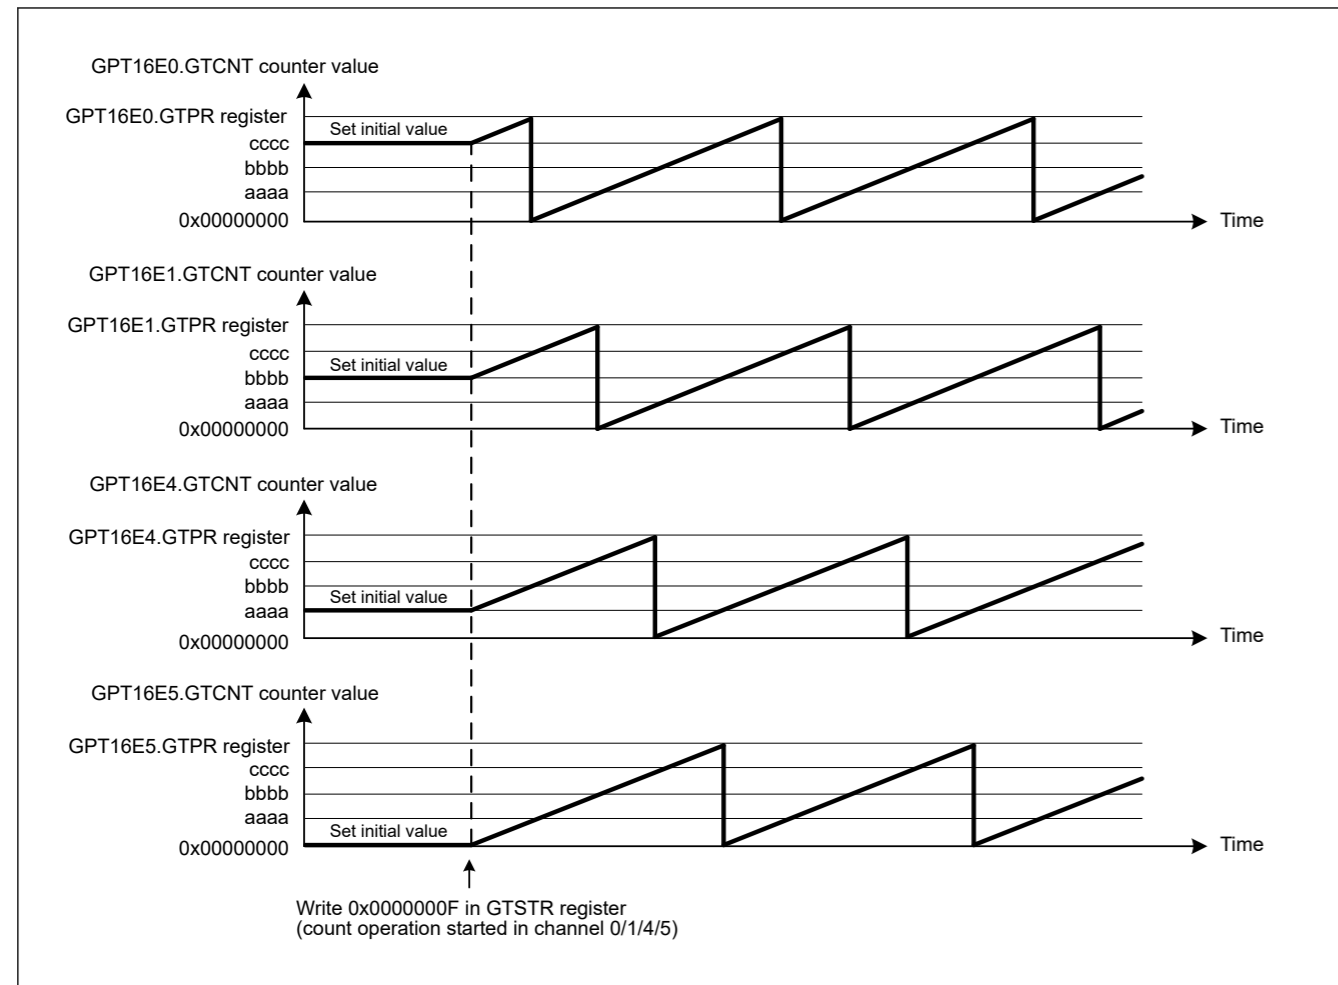 GPT16E0.GTCNT counter value
GPT16E0.GTPR register
Set initial value
cccc
bbbb
aaaa
0x00000000
Time
GPT16E1.GTCNT counter value
GPT16E1.GTPR register
cccc
Set initial value
bbbb
aaaa
0x00000000
Time
GPT16E4.GTCNT counter value
GPT16E4.GTPR register
cccc
bbbb
Set initial value
aaaa
0x00000000
Time
GPT16E5.GTCNT counter value
GPT16E5.GTPR register
cccc
bbbb
aaaa
Set initial value
0x00000000
Time
Write 0x0000000F in GTSTR register
(count operation started in channel 0/1/4/5)